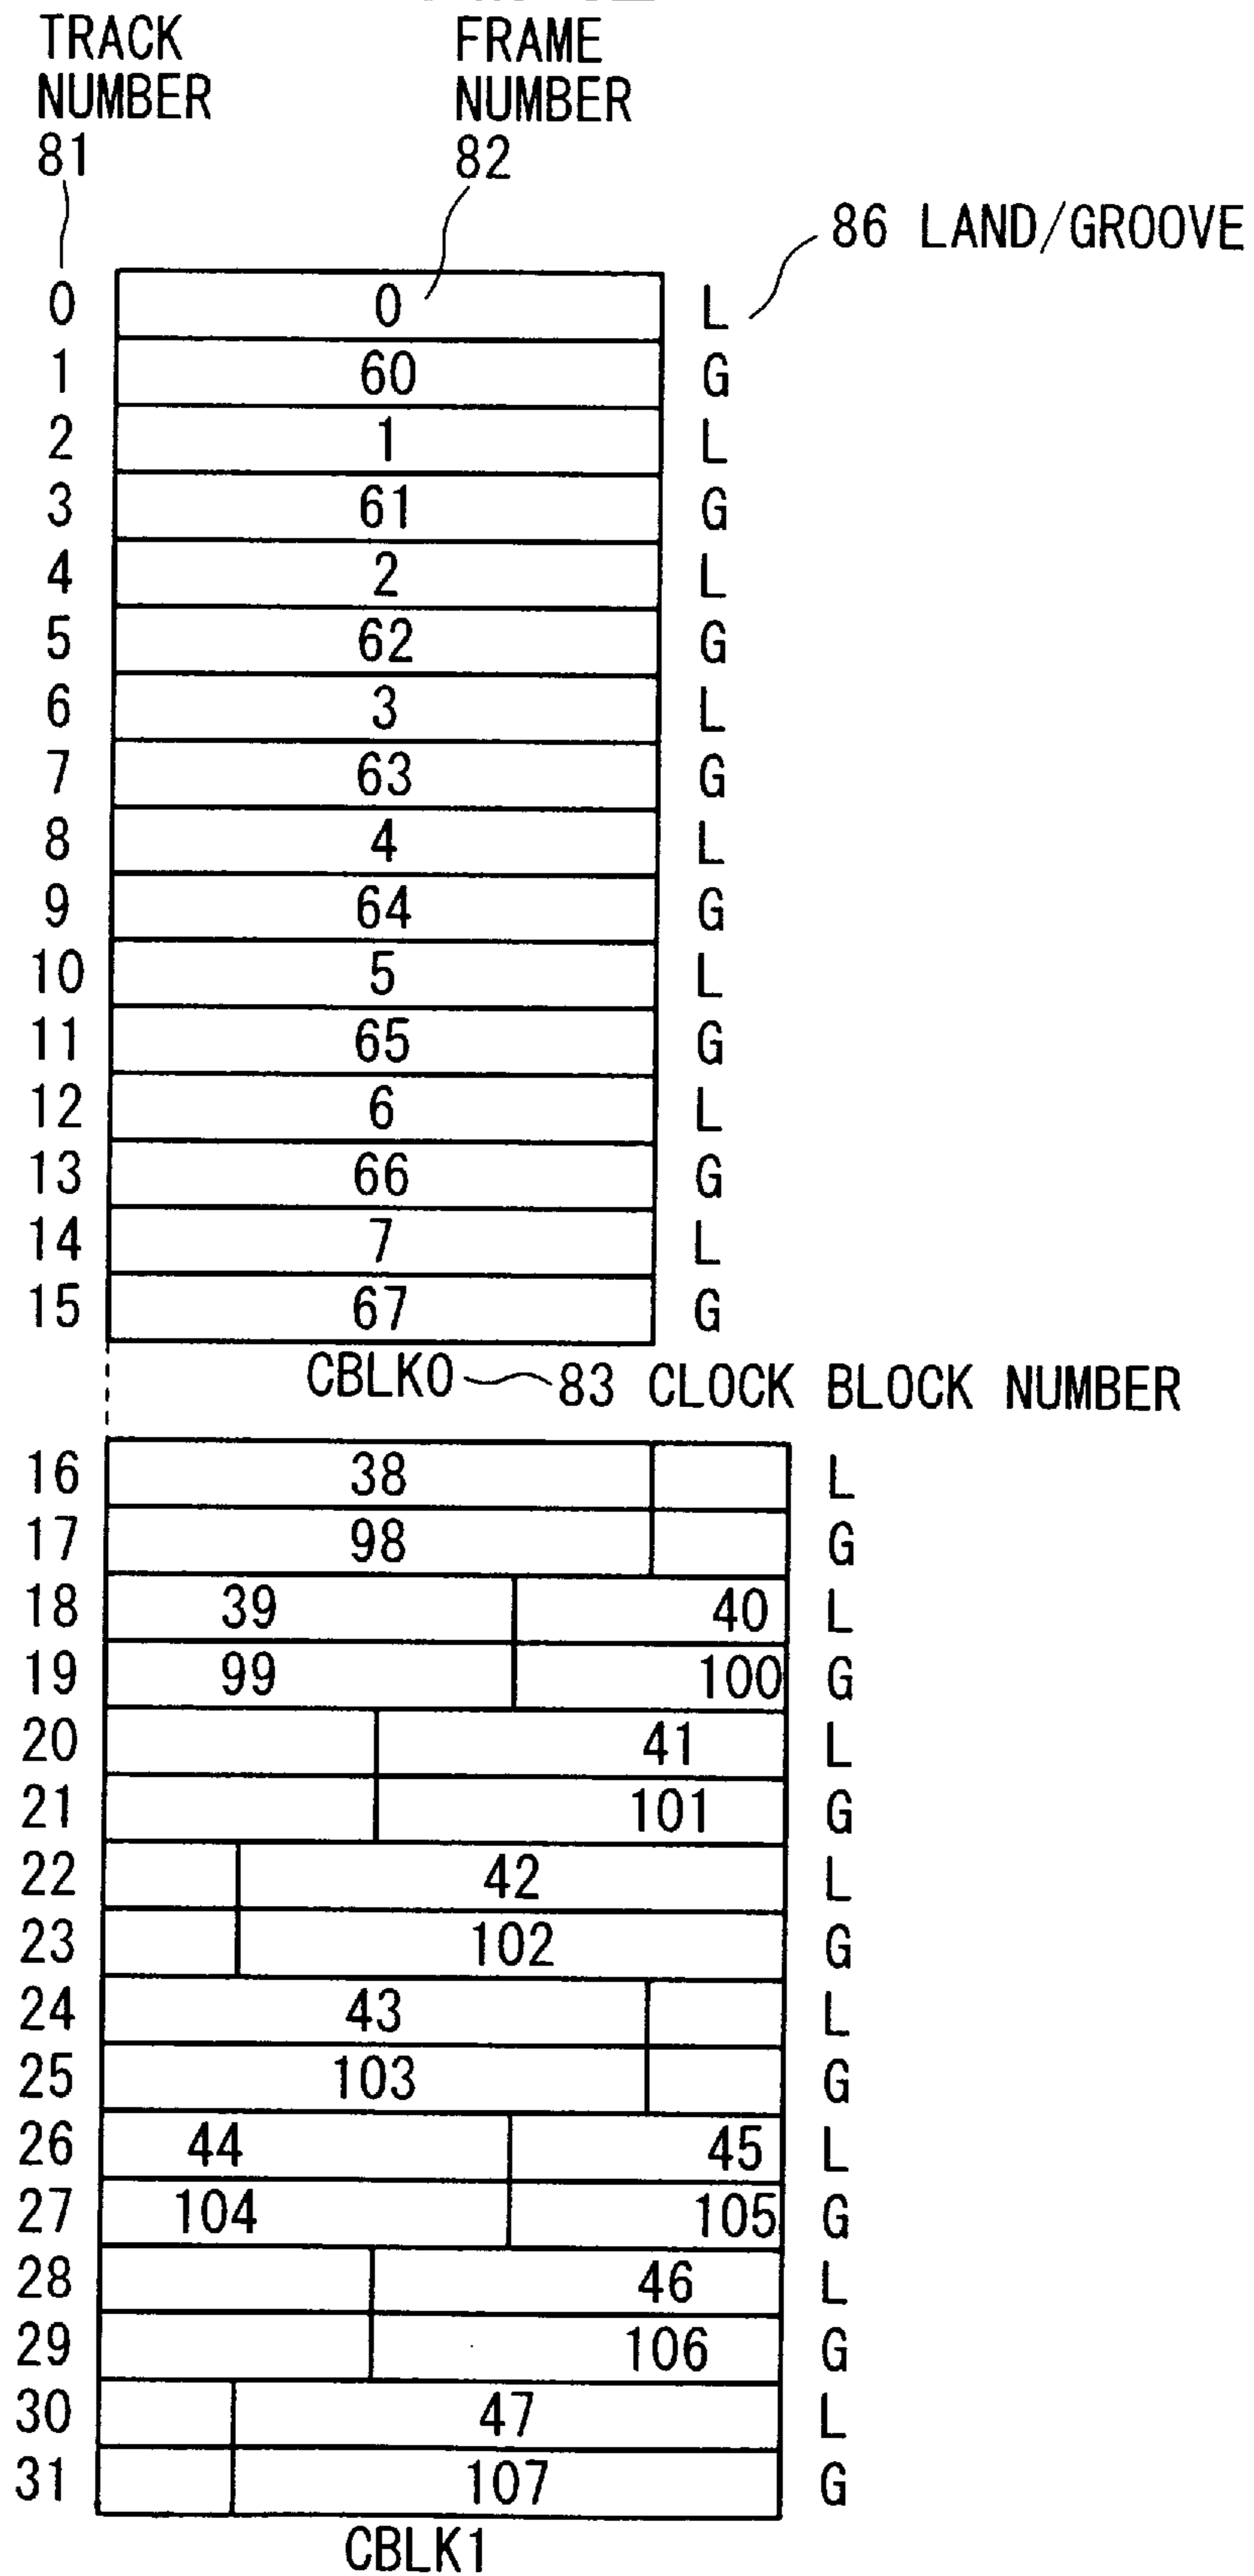 TRACK NUMBER 81
FRAME NUMBER 82
86 LAND/GROOVE
0 0 L
1 60 G
2 1 L
3 61 G
4 2 L
5 62 G
6 3 L
7 63 G
8 4 L
9 64 G
10 5 L
11 65 G
12 6 L
13 66 G
14 7 L
15 67 G
CBLK0 83 CLOCK BLOCK NUMBER
16 38 L
17 98 G
18 39 40 L
19 99 100 G
20 41 L
21 101 G
22 42 L
23 102 G
24 43 L
25 103 G
26 44 45 L
27 104 105 G
28 46 L
29 106 G
30 47 L
31 107 G
CBLK1